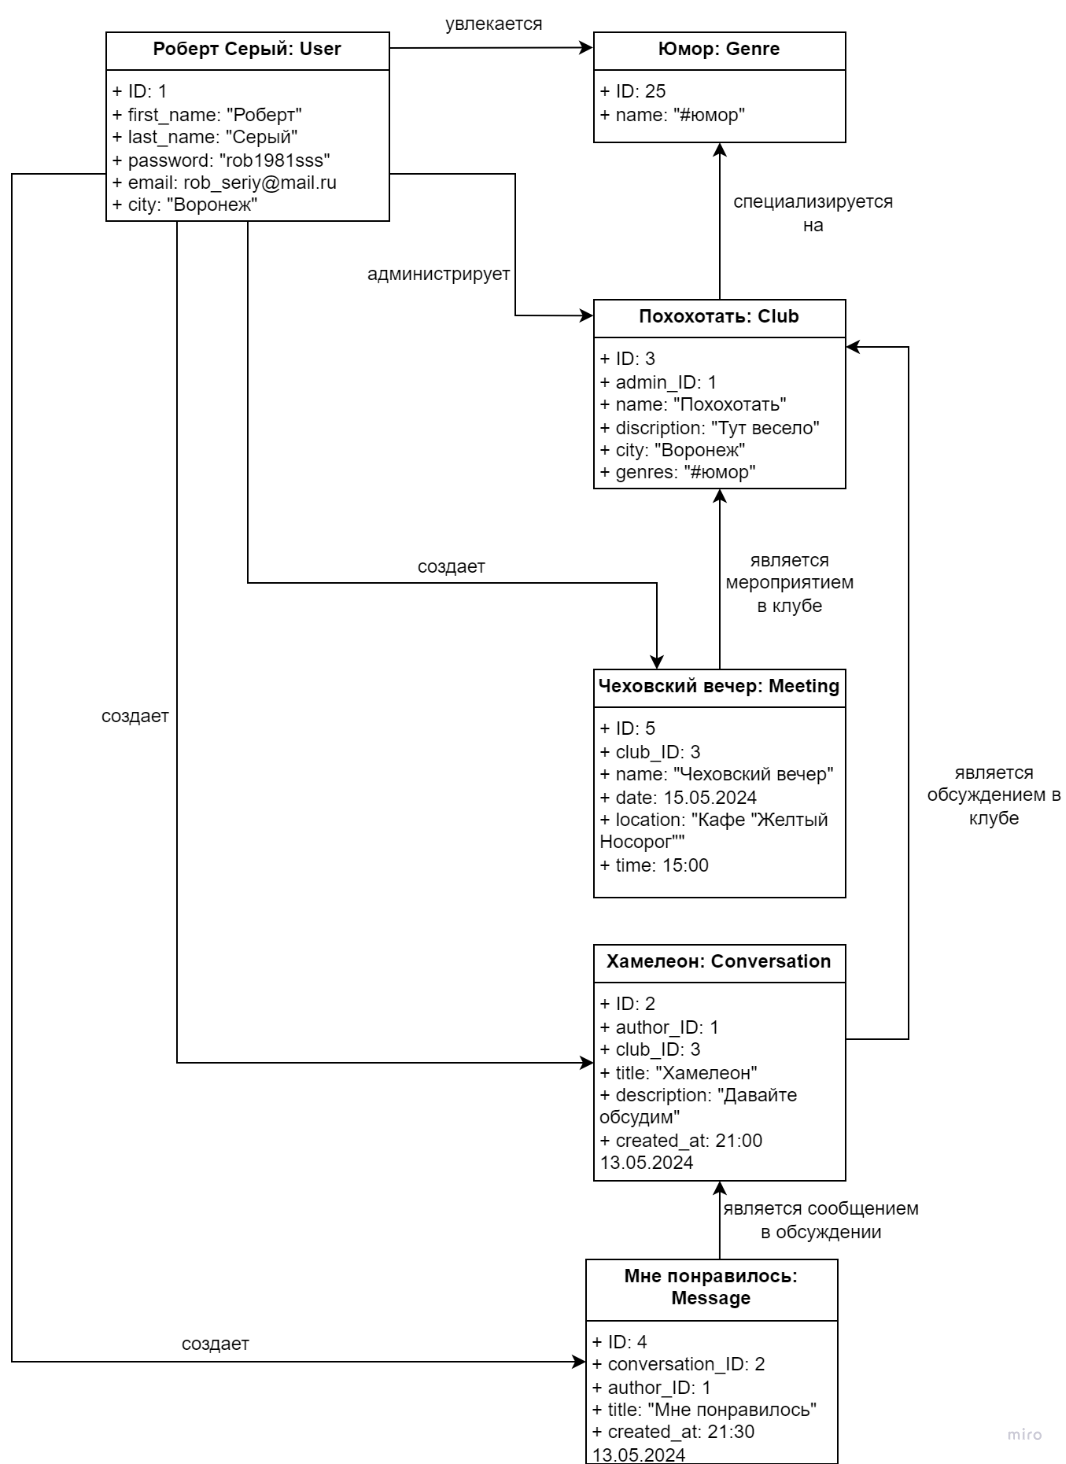 увлекается
Роберт Серый: User
+ ID: 1
+ first_name: "Роберт"
+ last_name: "Серый"
+ password: "rob1981sss"
+ email: rob_seriy@mail.ru
+ city: "Воронеж"
Юмор: Genre
+ ID: 25
+ name: "#юмор"
специализируется
на
администрирует
Похохотать: Club
+ ID: 3
+ admin_ID: 1
+ name: "Похохотать"
+ discription: "Тут весело"
+ city: "Воронеж"
+ genres: "#юмор"
создает
является
мероприятием
в клубе
Чеховский вечер: Meeting
+ ID: 5
+ club_ID: 3
+ name: "Чеховский вечер"
+ date: 15.05.2024
+ location: "Кафе "Желтый
Носорог""
+ time: 15:00
создает
является
обсуждением в
клубе
Хамелеон: Conversation
+ ID: 2
+ author_ID: 1
+ club_ID: 3
+ title: "Хамелеон"
+ description: "Давайте
обсудим"
+ created_at: 21:00
13.05.2024
является сообщением
в обсуждении
Мне понравилось:
Message
+ ID: 4
+ conversation_ID: 2
+ author_ID: 1
+ title: "Мне понравилось"
+ created_at: 21:30
13.05.2024
создает
miro